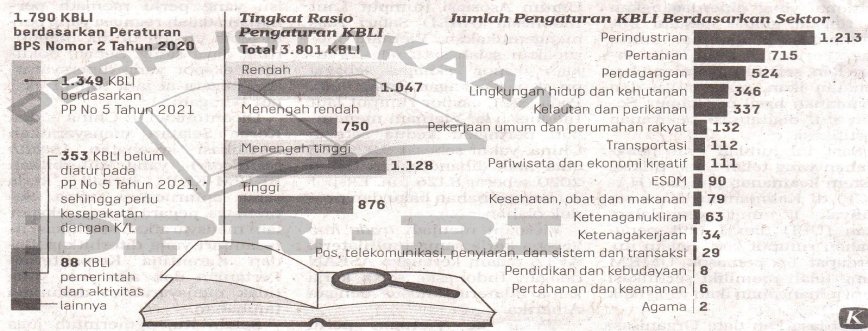 1.790 KBLI
berdasarkan Peraturan
BPS Nomor 2 Tahun 2020
1.349 KBLI
berdasarkan
PP No 5 Tahun 2021
353 KBLI belum
diatur pada
PP No 5 Tahun 2021,
sehingga perlu
kesepakatan
dengan K/L
88 KBLI
pemerintah
dan aktivitas
lainnya
Tingkat Rasio
Pengaturan KBLI
Total 3.801 KBLI
Rendah
1.047
Menengah rendah
750
Menengah tinggi
1.128
Tinggi
876
Jumlah Pengaturan KBLI Berdasarkan Sektor
Perindustrian 1.213
Pertanian 715
Perdagangan 524
Lingkungan hidup dan kehutanan 346
Kelautan dan perikanan 337
Pekerjaan umum dan perumahan rakyat 132
Transportasi 112
Pariwisata dan ekonomi kreatif 111
ESDM 90
Kesehatan, obat dan makanan 79
Ketenaganukliran 63
Ketenagakerjaan 34
Pos, telekomunikasi, penyiaran, dan sistem dan transaksi 29
Pendidikan dan kebudayaan 8
Pertahanan dan keamanan 6
Agama 2
PERPUSTAKAAN
DPR-RI
K